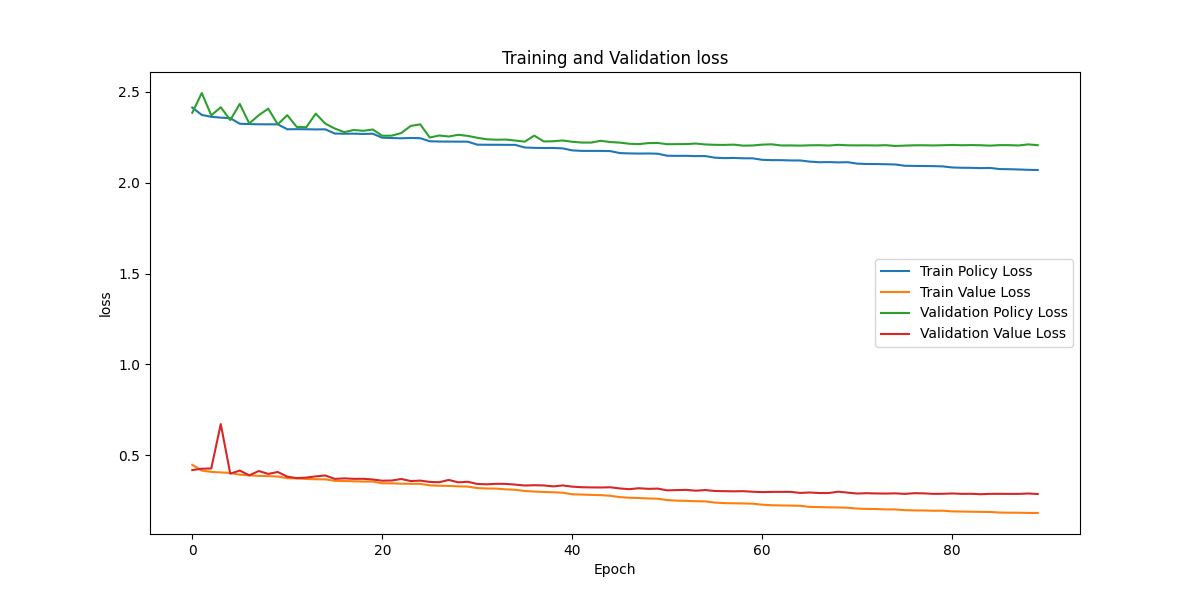 Training and Validation loss
2.5
2.0
1.5
1.0
0.5
loss
0
20
40
60
80
Epoch
Train Policy Loss
Train Value Loss
Validation Policy Loss
Validation Value Loss